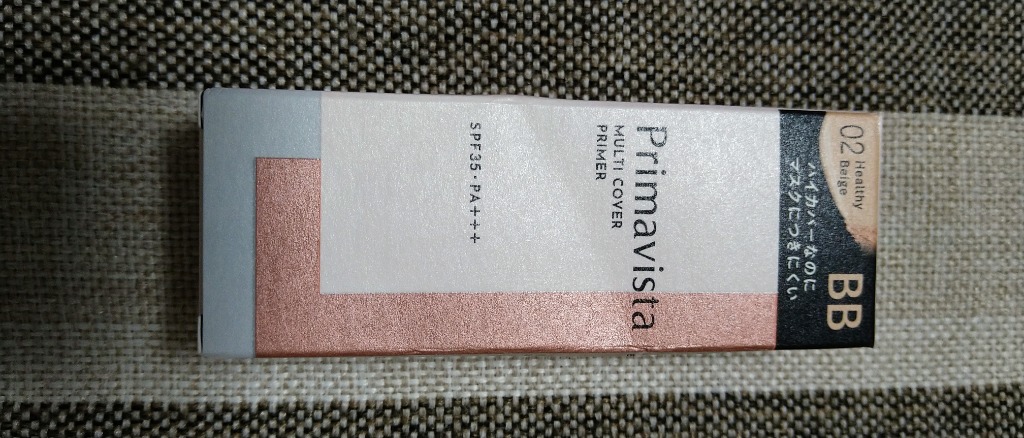 02 Healthy
Beige
BB
ハイカバーなのに
マスクにつきにくい
Primavista
MULTI COVER
PRIMER
SPF35・PA+++